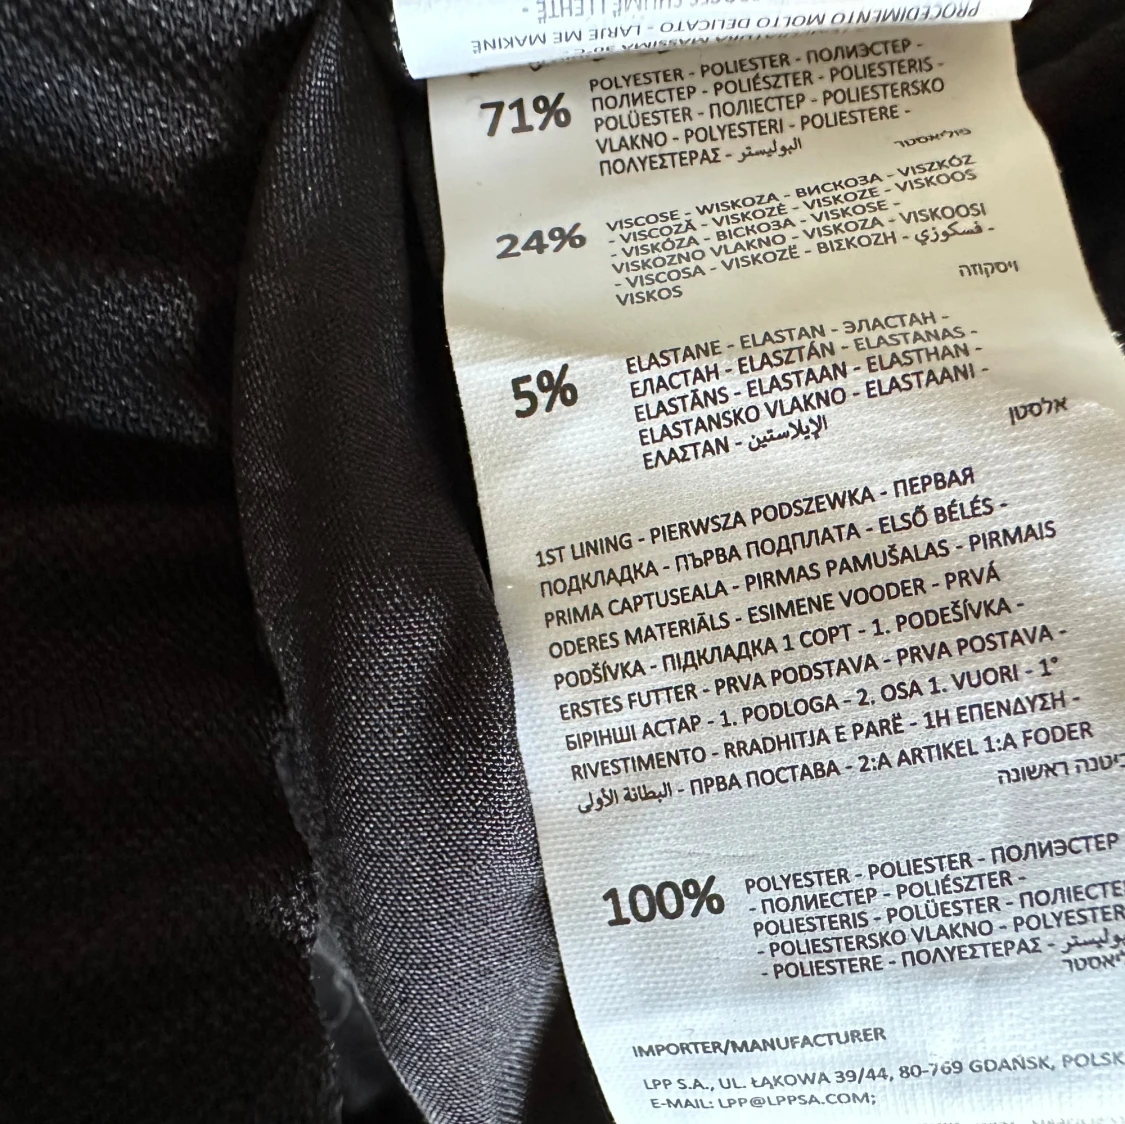 PROCEDIMENTO MOLTO DELICATO - LARJE ME MAKINË
71%
POLYESTER - POLIESTER - ПОЛИЭСТЕР -
ПОЛИЕСТЕР - POLIÉSZTER - POLIESTERIS -
POLÜESTER - ПОЛІЕСТЕР - POLIESTERSKO
VLAKNO - POLYESTERI - POLIESTERE -
ΠΟΛΥΕΣΤΕΡΑΣ - البوليستر
פוליאסטר
24%
VISCOSE - WISKOZA - ВИСКОЗА - VISZKÓZ
- VISCOZĂ - VISKOZĖ - VISKOZE - VISKOOS
- VISKÓZA - ВІСКОЗА - VISKOSE -
VISKOZNO VLAKNO - VISKOZA - VISKOOSI
- VISCOSA - VISKOZË - ΒΙΣΚΟΖΗ - فسكوزي -
VISKOS
ויסקוזה
5%
ELASTANE - ELASTAN - ЭЛАСТАН -
ЕЛАСТАН - ELASZTÁN - ELASTANAS -
ELASTĀNS - ELASTAAN - ELASTHAN -
ELASTANSKO VLAKNO - ELASTAANI -
ΕΛΑΣΤΑΝ - الإيلاستين
אלסטן
1ST LINING - PIERWSZA PODSZEWKA - ПЕРВАЯ
ПОДКЛАДКА - ПЪРВА ПОДПЛАТА - ELSŐ BÉLÉS -
PRIMA CAPTUSEALA - PIRMAS PAMUŠALAS - PIRMAIS
ODERES MATERIĀLS - ESIMENE VOODER - PRVÁ
PODŠÍVKA - ПІДКЛАДКА 1 СОРТ - 1. PODEŠÍVKA -
ERSTES FUTTER - PRVA PODSTAVA - PRVA POSTAVA -
БІРІНШІ АСТАР - 1. PODLOGA - 2. OSA 1. VUORI - 1°
RIVESTIMENTO - RRADHITJA E PARË - 1Η ΕΠΕΝΔΥΣΗ -
البطانة الأولى - ПРВА ПОСТАВА - 2:A ARTIKEL 1:A FODER
ביטנה ראשונה
100%
POLYESTER - POLIESTER - ПОЛИЭСТЕР
- ПОЛИЕСТЕР - POLIÉSZTER -
POLIESTERIS - POLÜESTER - ПОЛІЕСТЕ
- POLIESTERSKO VLAKNO - POLYESTER
- POLIESTERE - ΠΟΛΥΕΣΤΕΡΑΣ - بوليستر
ליאסטר
IMPORTER/MANUFACTURER
LPP S.A., UL. ŁĄKOWA 39/44, 80-769 GDAŃSK, POLSK
E-MAIL: LPP@LPPSA.COM;